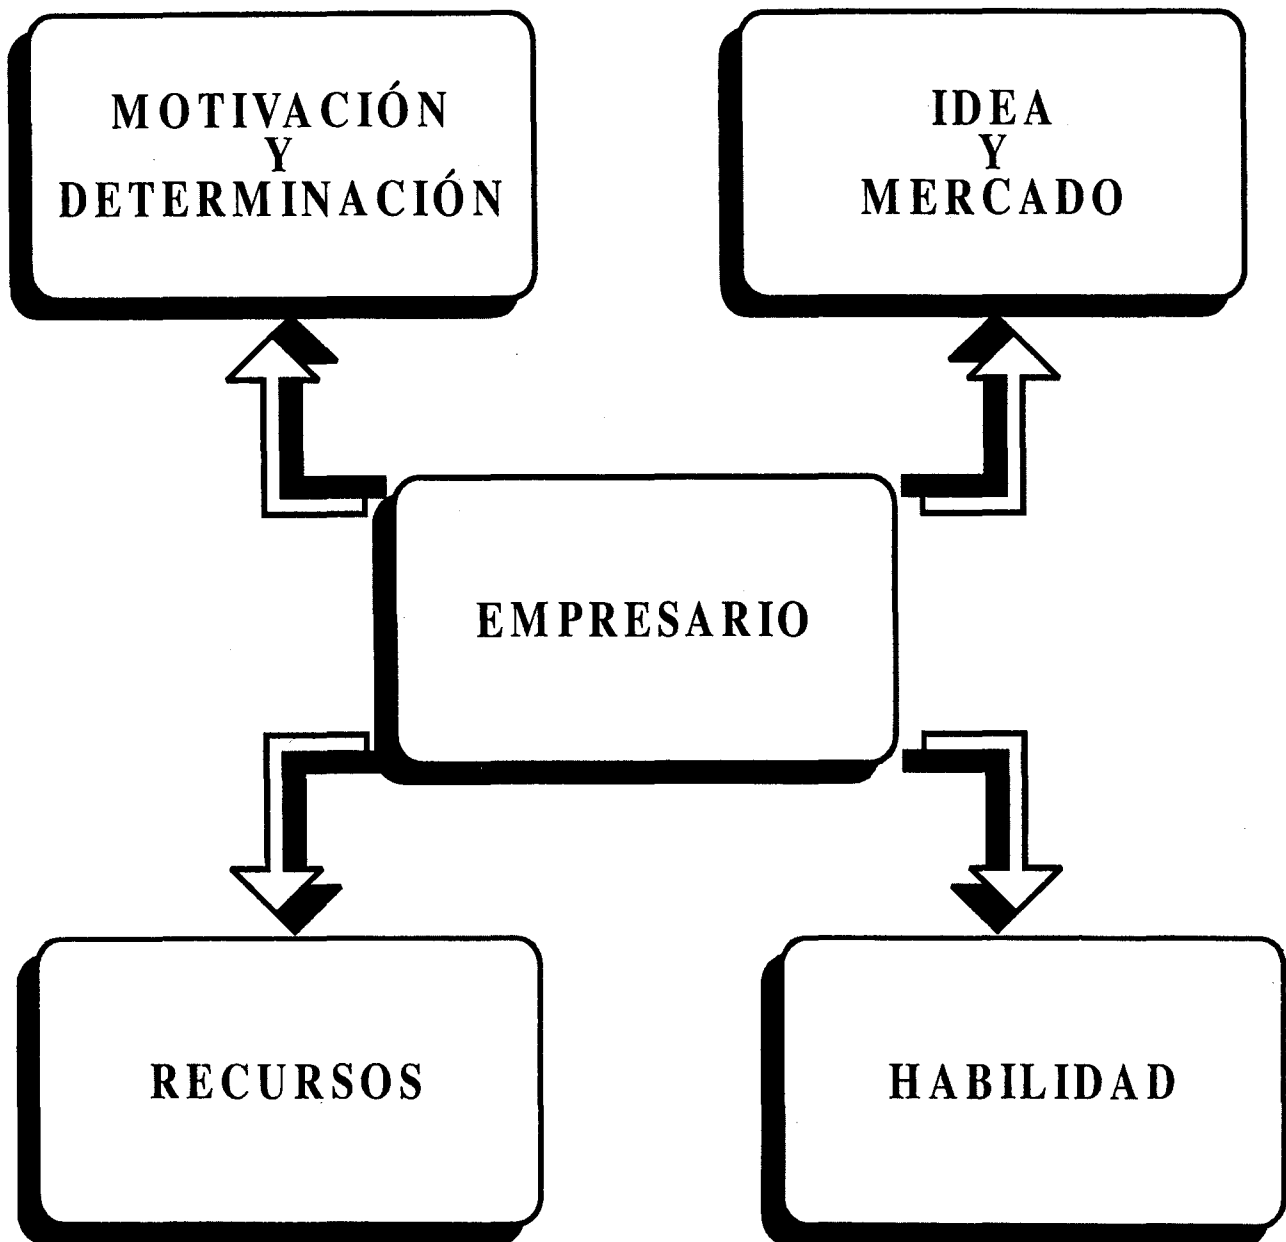 MOTIVACIÓN
Y
DETERMINACIÓN
IDEA
Y
MERCADO
EMPRESARIO
RECURSOS
HABILIDAD